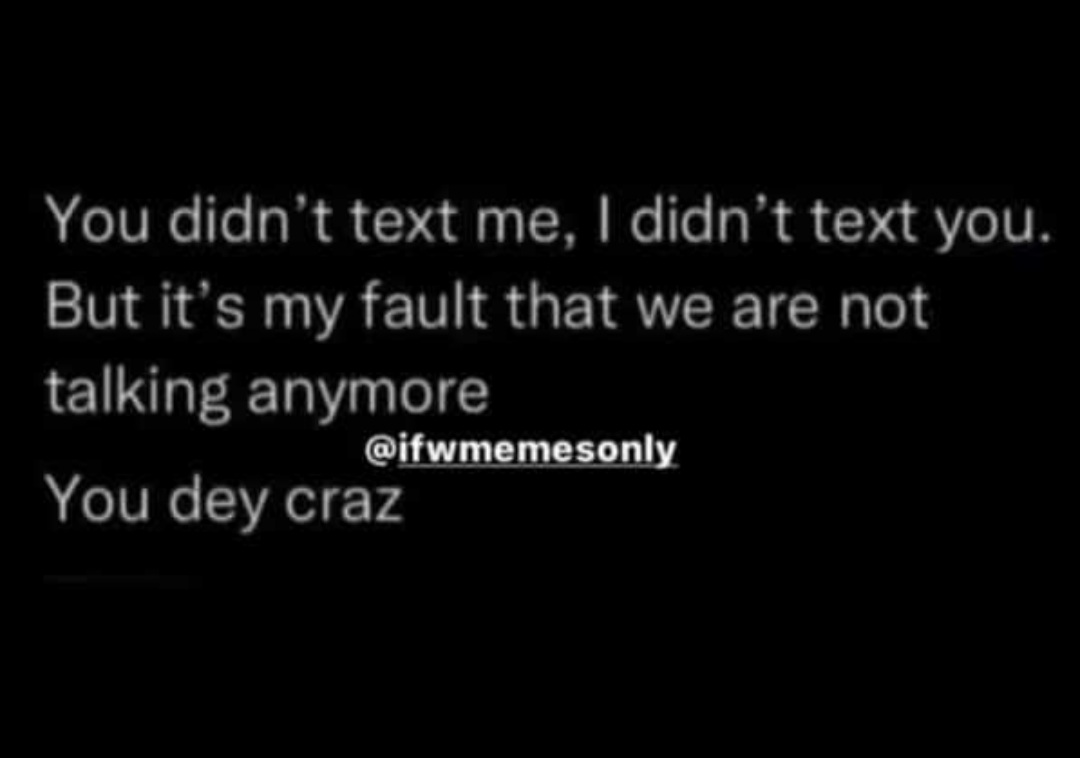 You didn’t text me, I didn’t text you.
But it’s my fault that we are not
talking anymore
@ifwmemesonly
You dey craz